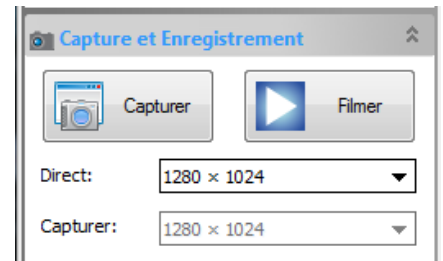 Capture et Enregistrement
Capturer Filmer
Direct: 1280 × 1024
Capturer: 1280 × 1024